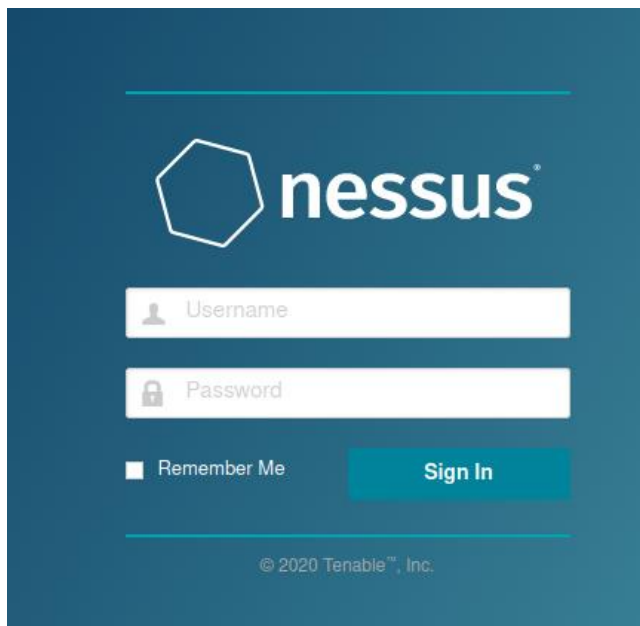 nessus®
Username
Password
Remember Me
Sign In
© 2020 Tenable™, Inc.